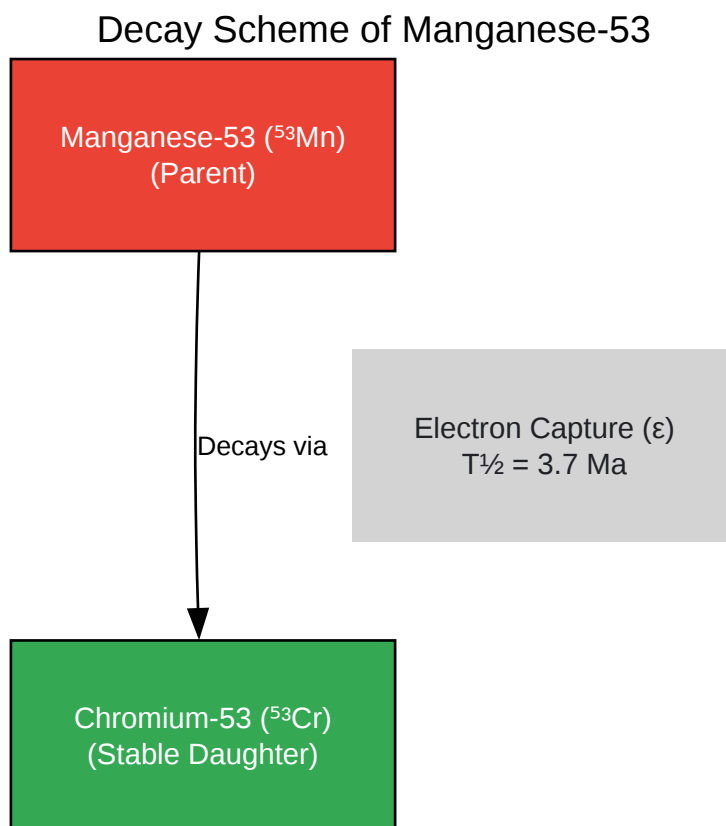 Decay Scheme of Manganese-53
Manganese-53 (⁵³Mn)
(Parent)
Decays via
Electron Capture (ε)
T½ = 3.7 Ma
Chromium-53 (⁵³Cr)
(Stable Daughter)